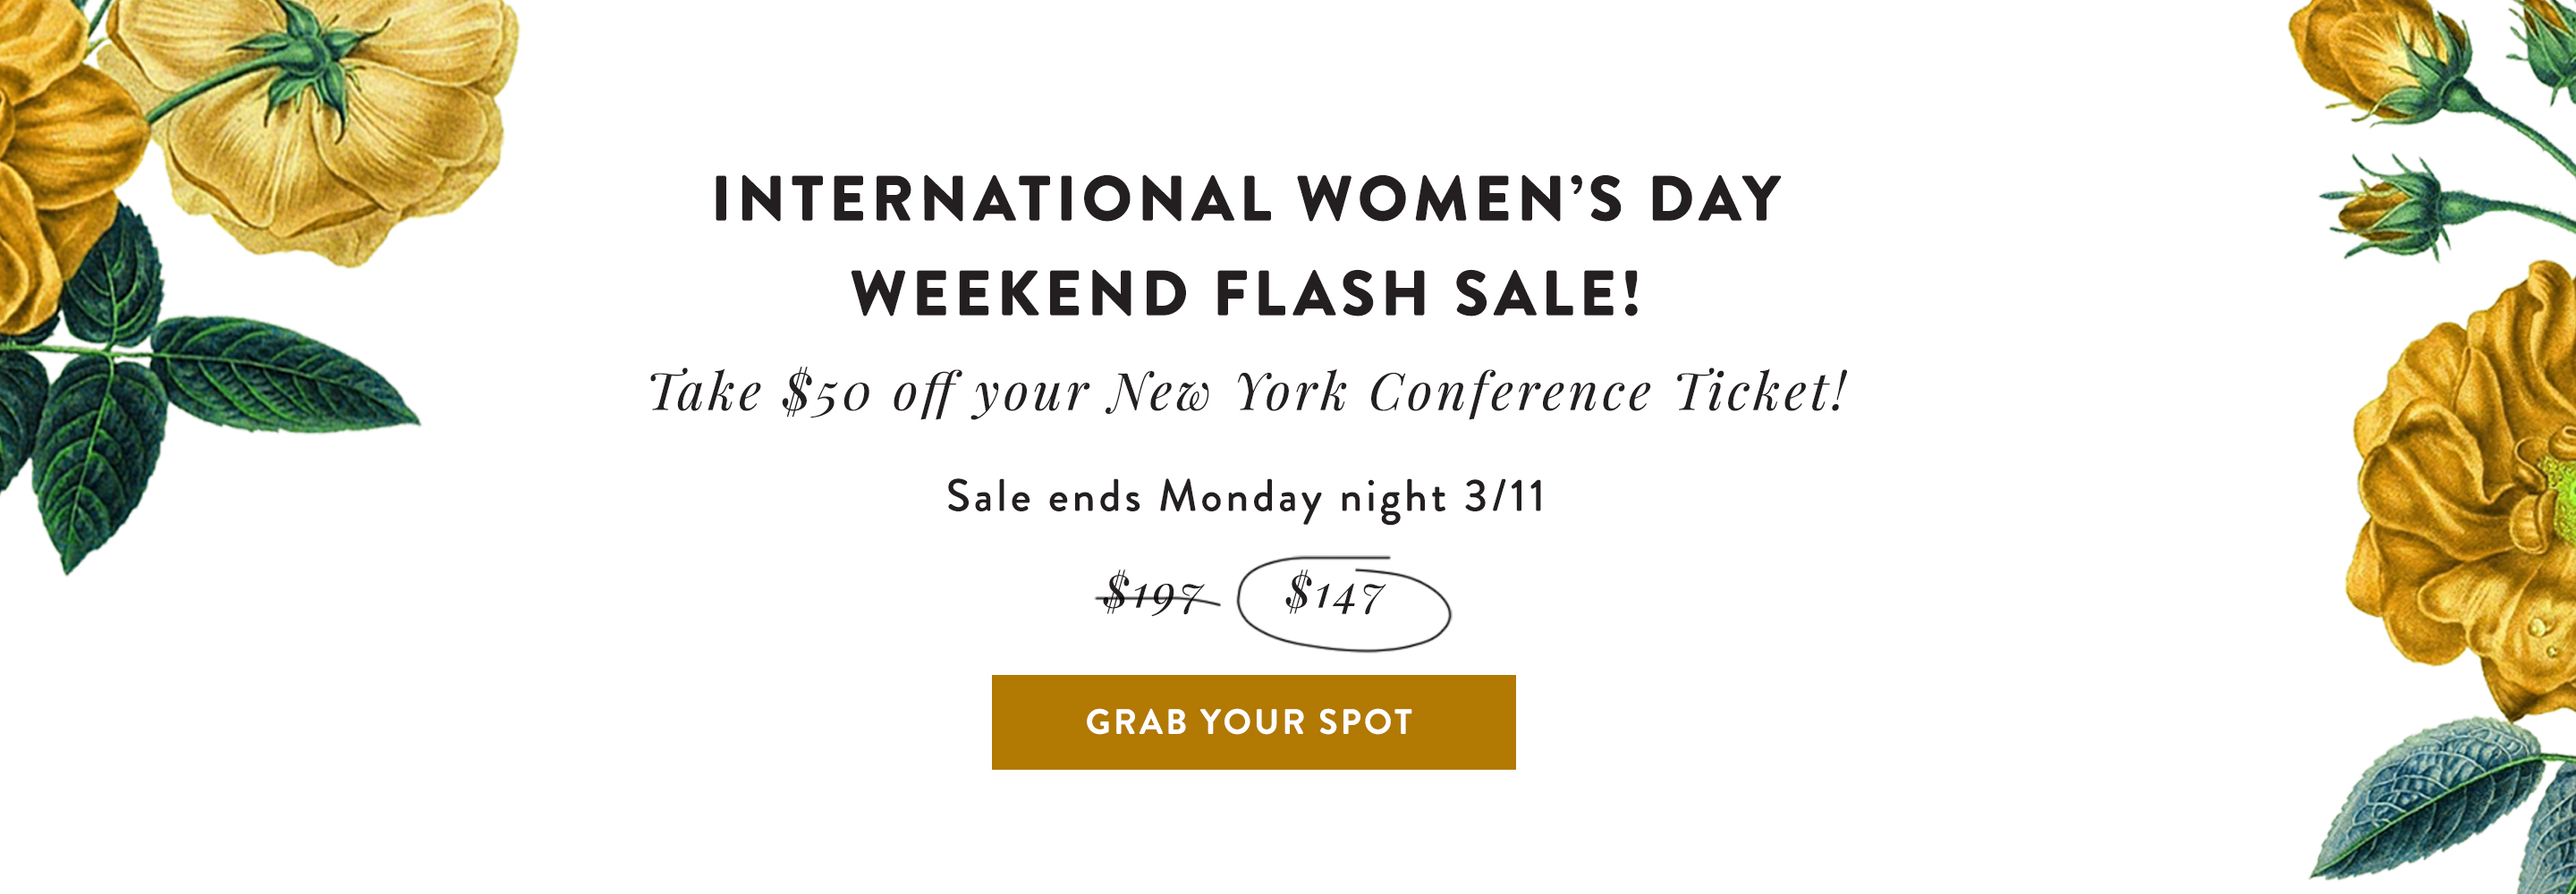 INTERNATIONAL WOMEN’S DAY
WEEKEND FLASH SALE!
Take $50 off your New York Conference Ticket!
Sale ends Monday night 3/11
$197 $147
GRAB YOUR SPOT